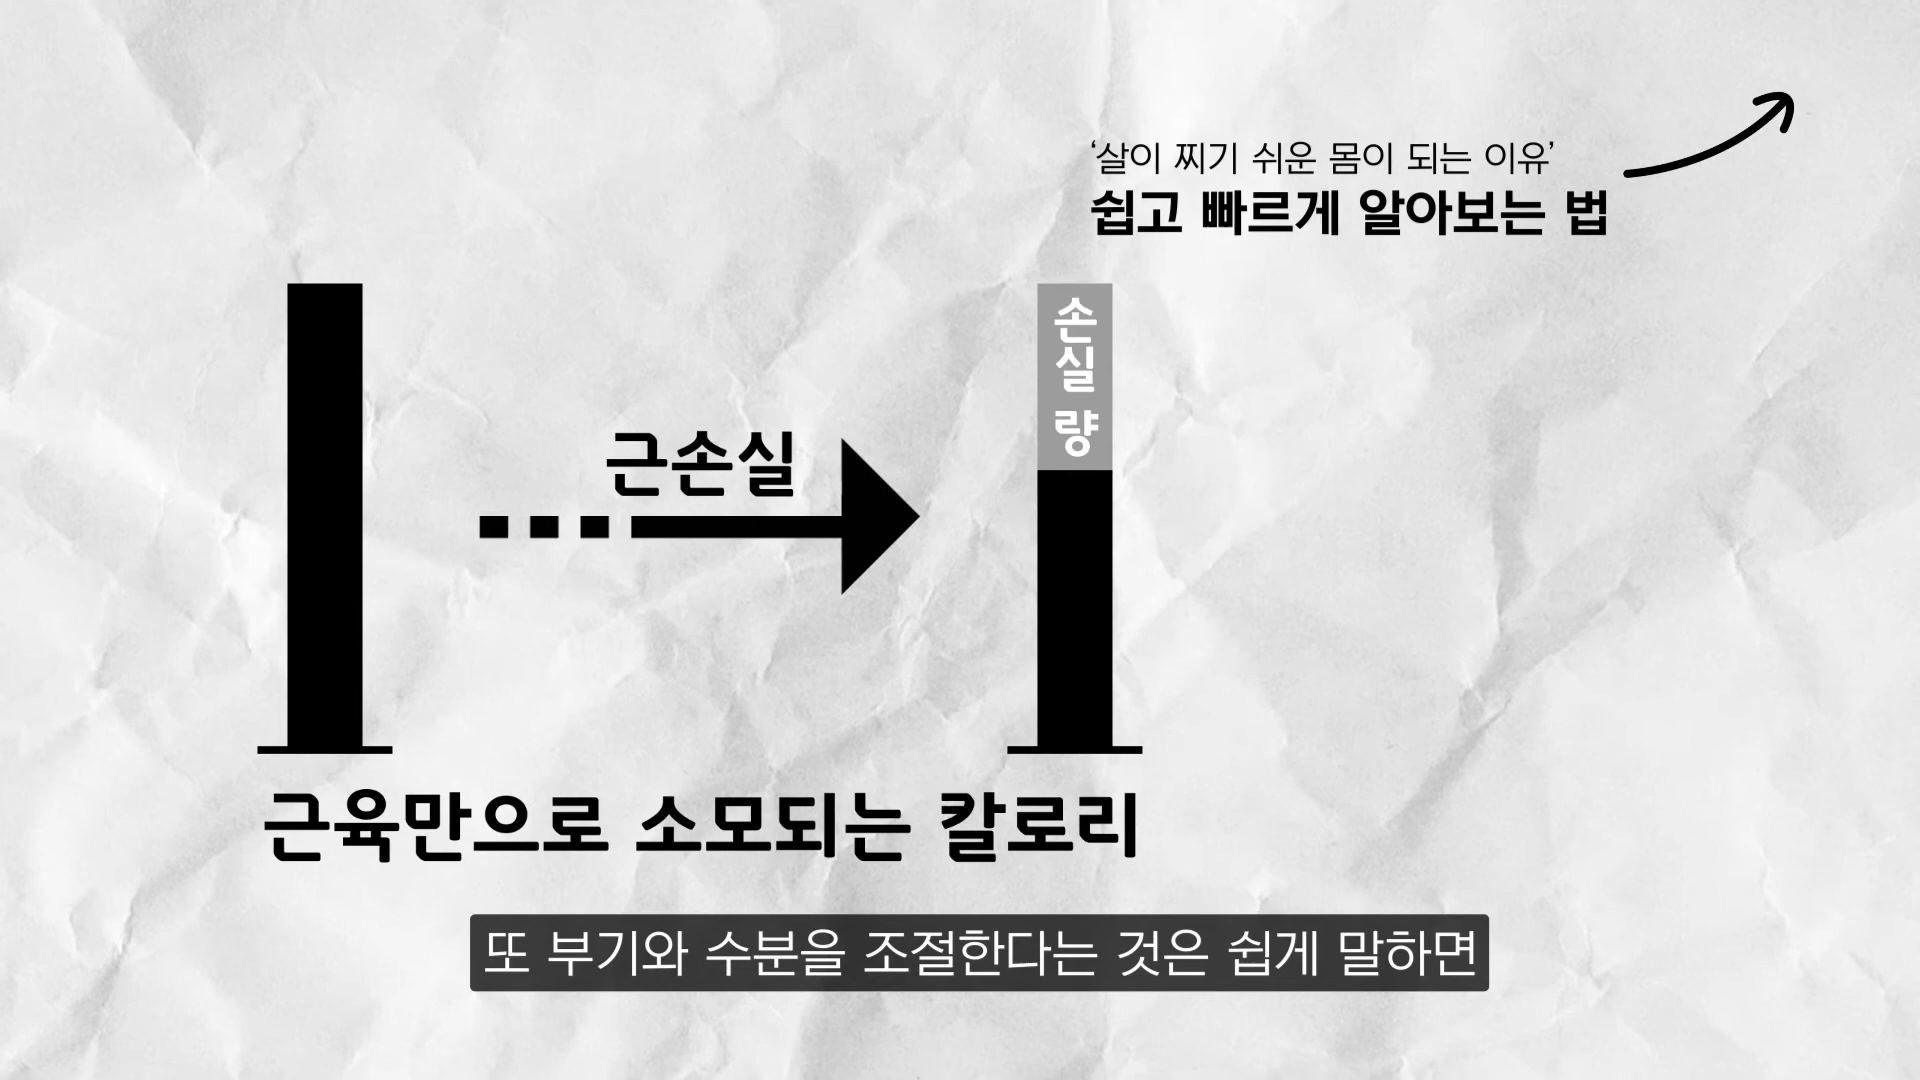 ‘살이 찌기 쉬운 몸이 되는 이유’
쉽고 빠르게 알아보는 법
손실량
근손실
근육만으로 소모되는 칼로리
또 부기와 수분을 조절한다는 것은 쉽게 말하면